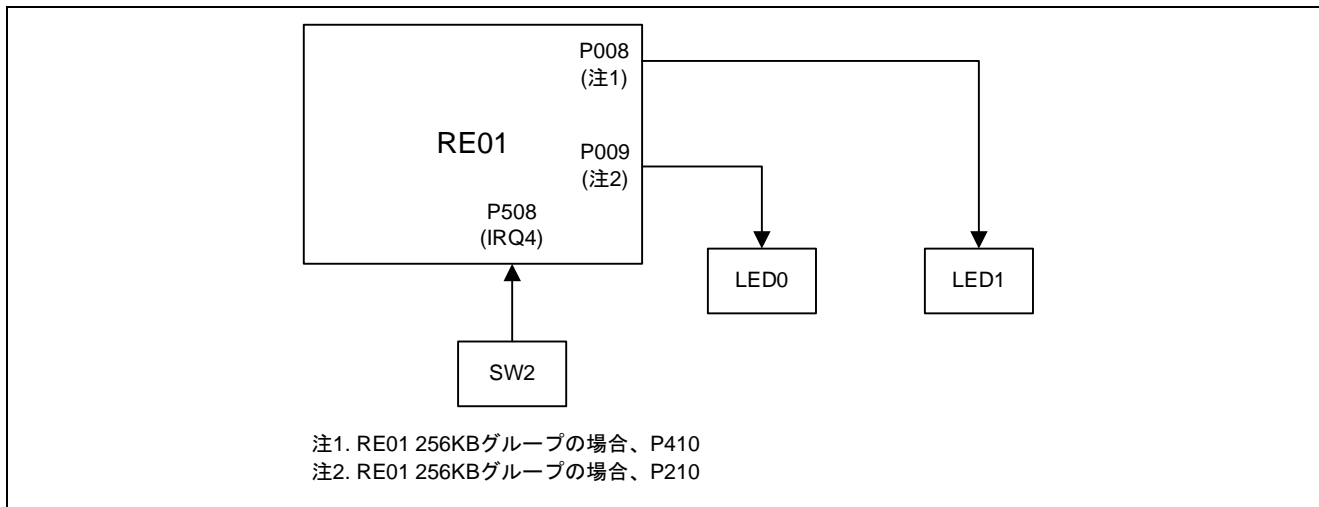 P008
(注1)
RE01
P009
(注2)
P508
(IRQ4)
LED0
LED1
SW2
注1. RE01 256KBグループの場合、P410
注2. RE01 256KBグループの場合、P210